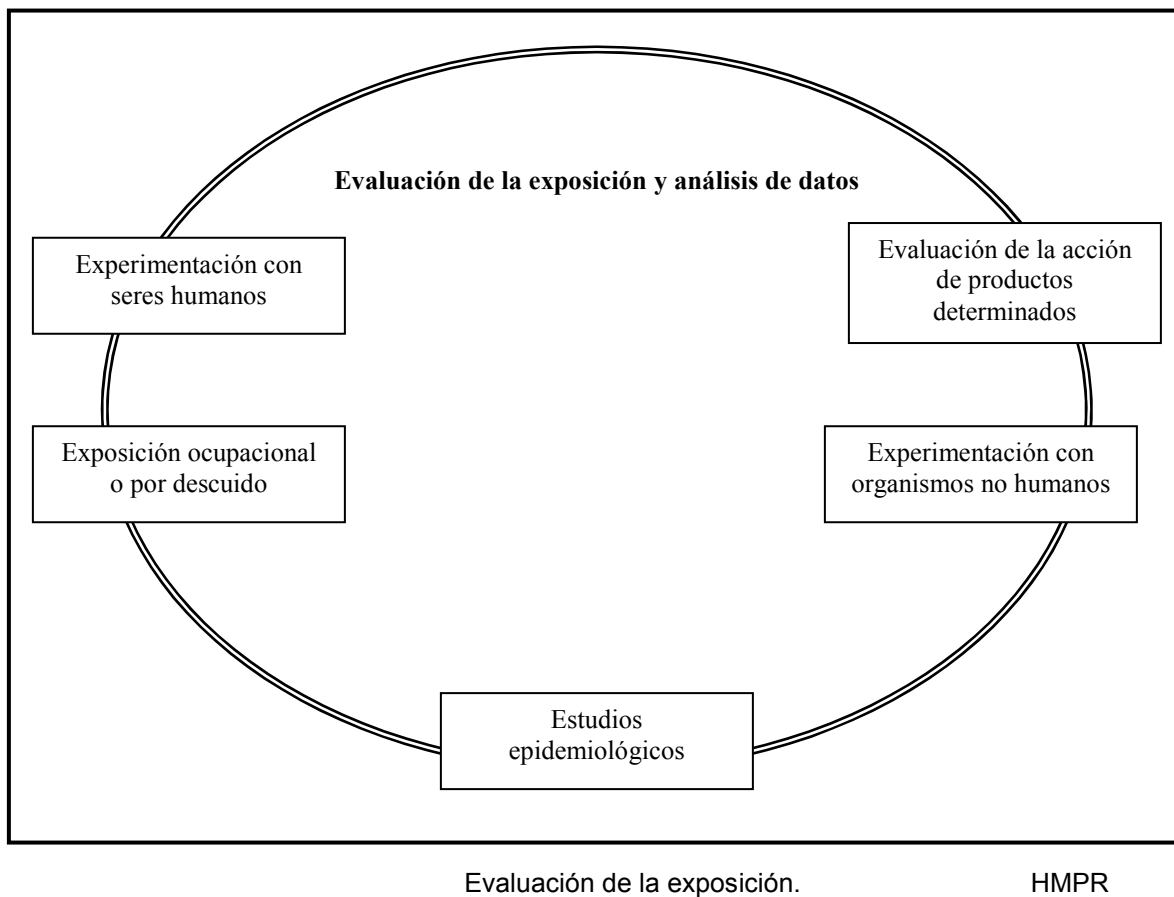 Evaluación de la exposición y análisis de datos
Experimentación con
seres humanos
Evaluación de la acción
de productos
determinados
Exposición ocupacional
o por descuido
Experimentación con
organismos no humanos
Estudios
epidemiológicos
Evaluación de la exposición. HMPR